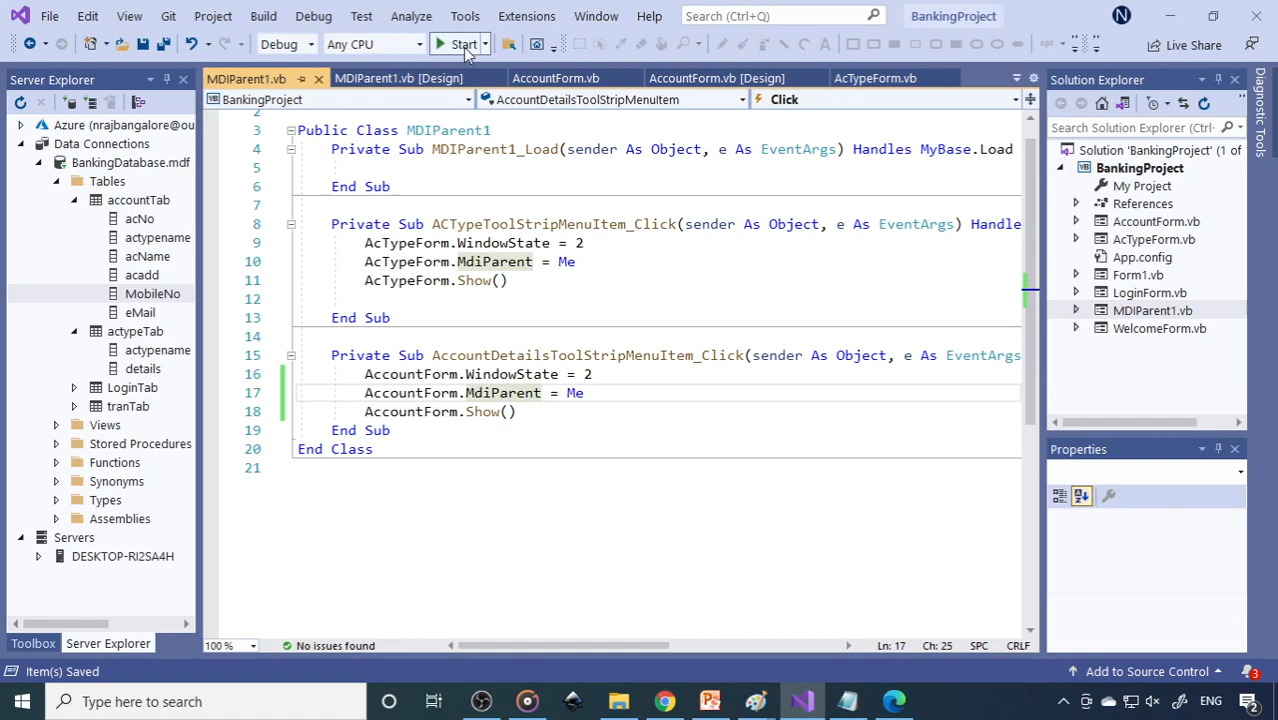 File Edit View Git Project Build Debug Test Analyze Tools Extensions Window Help Search (Ctrl+Q) BankingProject N
Debug Any CPU Start Live Share
Server Explorer
Azure (nrajbangalore@ou
Data Connections
BankingDatabase.mdf
Tables
accountTab
acNo
actypename
acName
acadd
MobileNo
eMail
actypeTab
actypename
details
LoginTab
tranTab
Views
Stored Procedures
Functions
Synonyms
Types
Assemblies
Servers
DESKTOP-RI2SA4H
Toolbox Server Explorer
MDIParent1.vb MDIParent1.vb [Design] AccountForm.vb AccountForm.vb [Design] AcTypeForm.vb
BankingProject AccountDetailsToolStripMenuItem Click
2
3 Public Class MDIParent1
4 Private Sub MDIParent1_Load(sender As Object, e As EventArgs) Handles MyBase.Load
5
6 End Sub
7
8 Private Sub ACTypeToolStripMenuItem_Click(sender As Object, e As EventArgs) Handle
9 AcTypeForm.WindowState = 2
10 AcTypeForm.MdiParent = Me
11 AcTypeForm.Show()
12
13 End Sub
14
15 Private Sub AccountDetailsToolStripMenuItem_Click(sender As Object, e As EventArgs
16 AccountForm.WindowState = 2
17 AccountForm.MdiParent = Me
18 AccountForm.Show()
19 End Sub
20 End Class
21
100 % No issues found Ln: 17 Ch: 25 SPC CRLF
Solution Explorer
Search Solution Explorer (Ctrl-
Solution 'BankingProject' (1 of
BankingProject
My Project
References
AccountForm.vb
AcTypeForm.vb
App.config
Form1.vb
LoginForm.vb
MDIParent1.vb
WelcomeForm.vb
Properties
Diagnostic Tools
Item(s) Saved Add to Source Control 3
Type here to search ENG 2